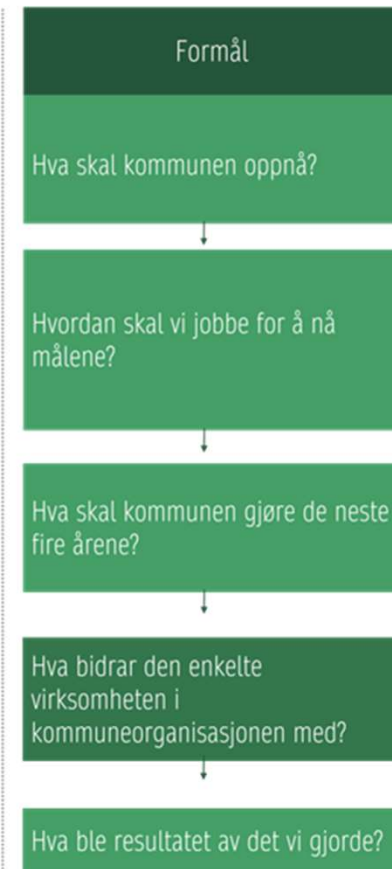 Formål
Hva skal kommunen oppnå?
Hvordan skal vi jobbe for å nå
målene?
Hva skal kommunen gjøre de neste
fire årene?
Hva bidrar den enkelte
virksomheten i
kommuneorganisasjonen med?
Hva ble resultatet av det vi gjorde?